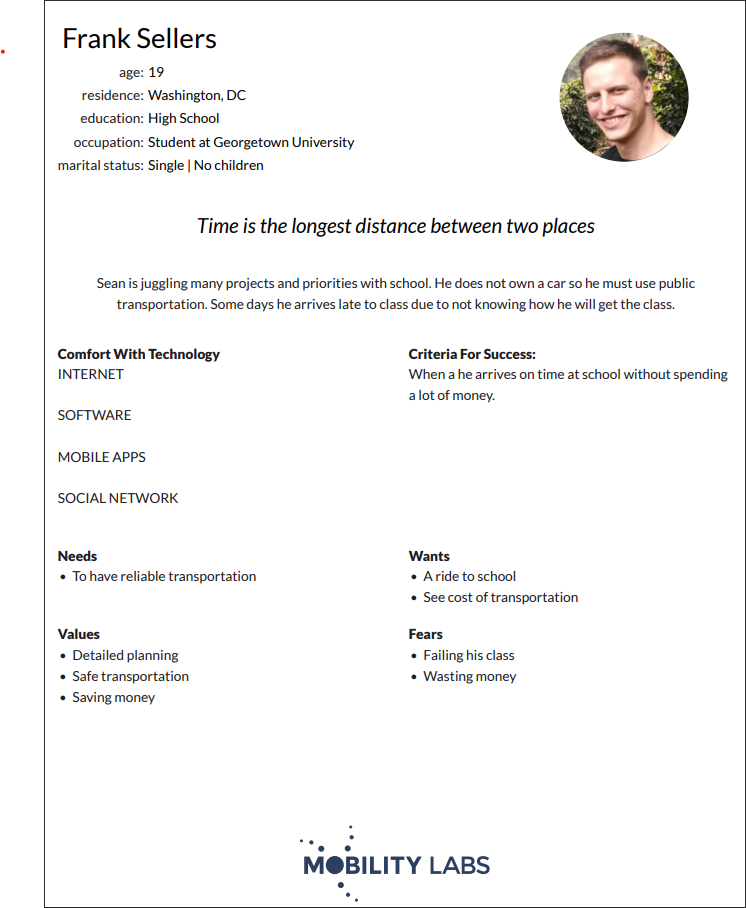 Frank Sellers
age: 19
residence: Washington, DC
education: High School
occupation: Student at Georgetown University
marital status: Single | No children
Time is the longest distance between two places
Sean is juggling many projects and priorities with school. He does not own a car so he must use public
transportation. Some days he arrives late to class due to not knowing how he will get the class.
Comfort With Technology
INTERNET
SOFTWARE
MOBILE APPS
SOCIAL NETWORK
Criteria For Success:
When a he arrives on time at school without spending
a lot of money.
Needs
• To have reliable transportation
Wants
• A ride to school
• See cost of transportation
Values
• Detailed planning
• Safe transportation
• Saving money
Fears
• Failing his class
• Wasting money
MOBILITY LABS